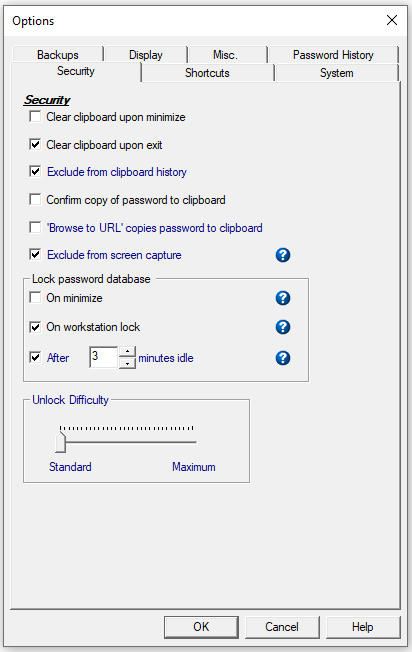 Options
Backups Display Misc. Password History
Security Shortcuts System
Security
Clear clipboard upon minimize
Clear clipboard upon exit
Exclude from clipboard history
Confirm copy of password to clipboard
'Browse to URL' copies password to clipboard
Exclude from screen capture ?
Lock password database
On minimize ?
On workstation lock ?
After 3 minutes idle ?
Unlock Difficulty
Standard Maximum
OK Cancel Help